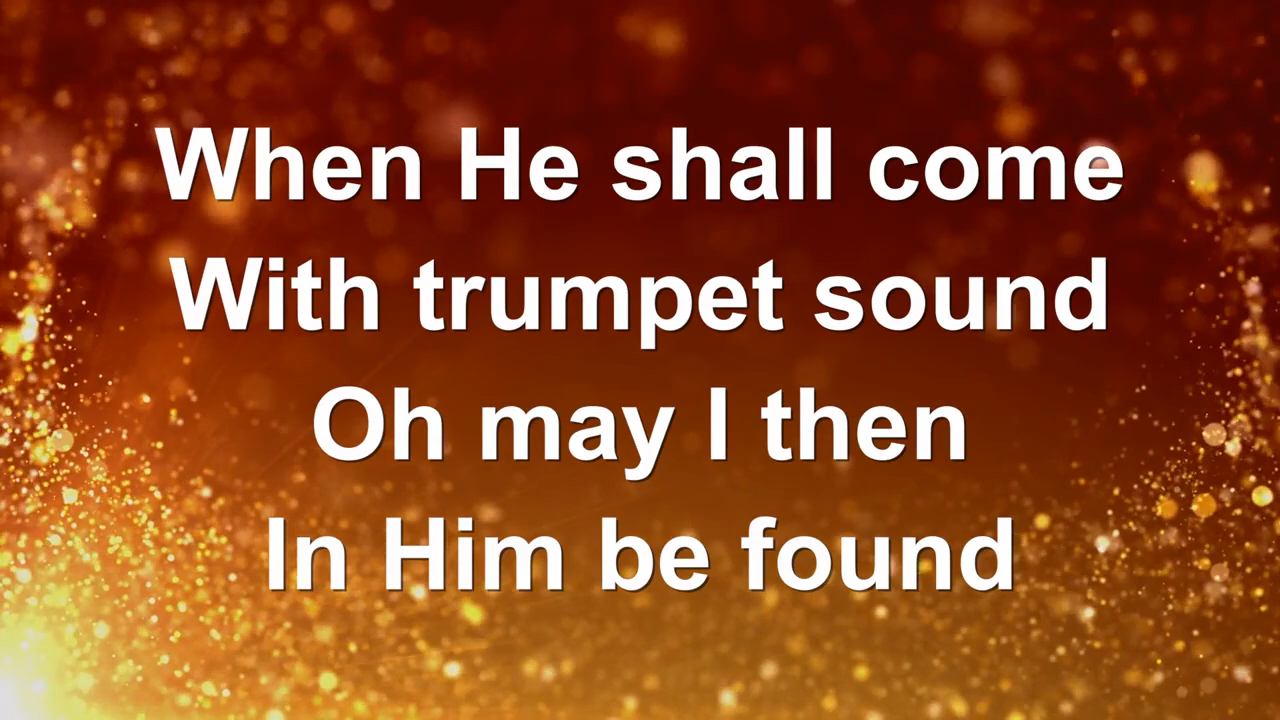 When He shall come
With trumpet sound
Oh may I then
In Him be found